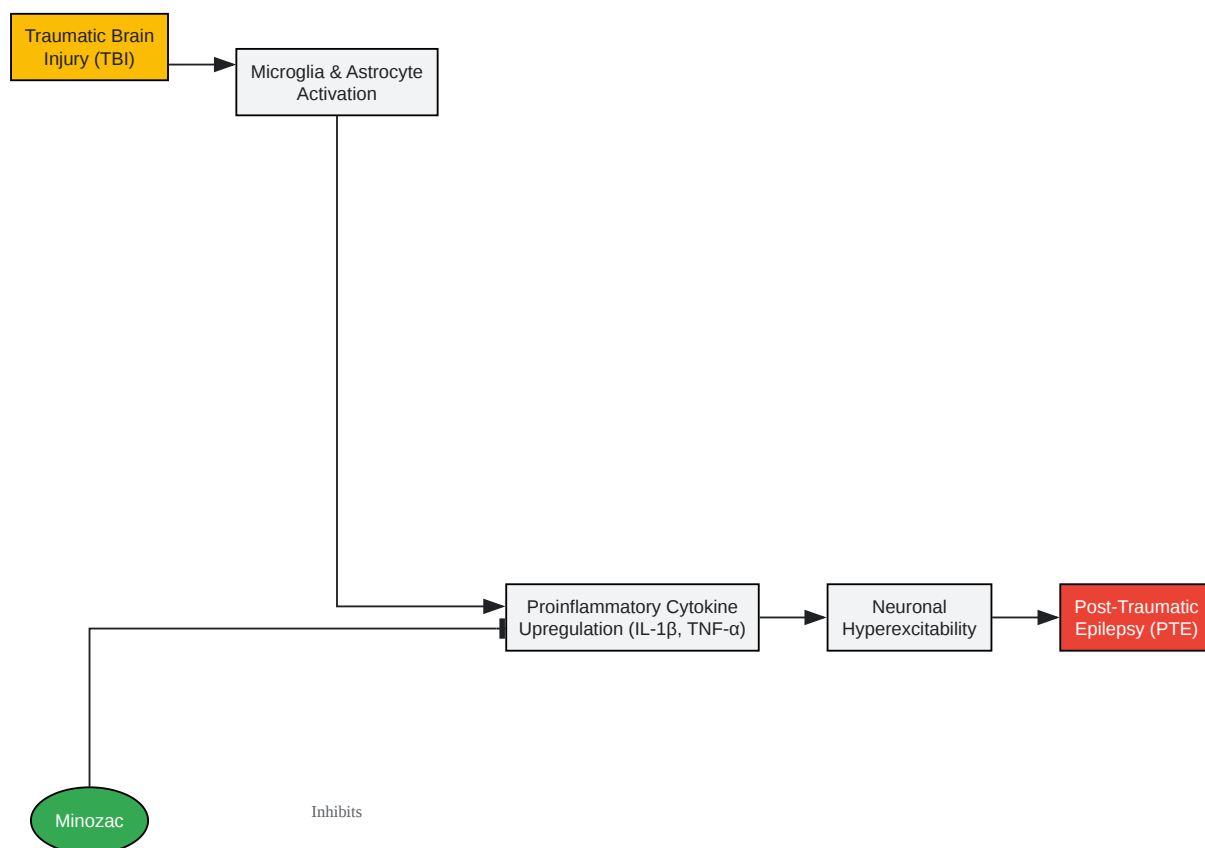 Traumatic Brain
Injury (TBI)
Microglia & Astrocyte
Activation
Proinflammatory Cytokine
Upregulation (IL-1β, TNF-α)
Neuronal
Hyperexcitability
Post-Traumatic
Epilepsy (PTE)
Minozac
Inhibits